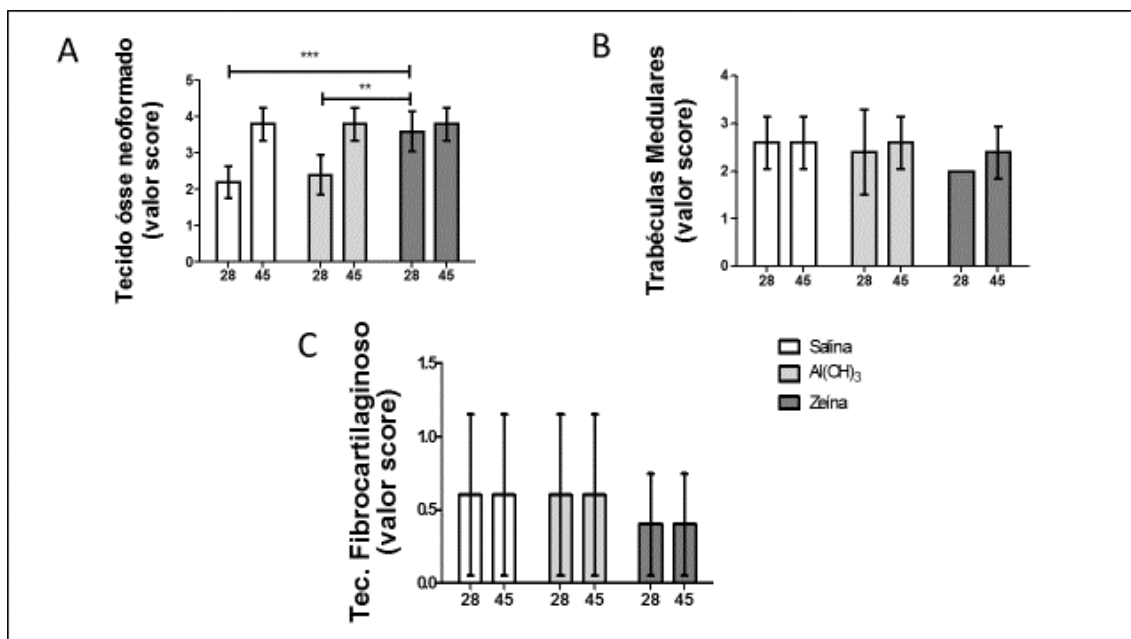 A
Tecido ósse neoformado
(valor score)
***
**
5
4
3
2
1
0
28 45 28 45 28 45
B
Trabéculas Medulares
(valor score)
4
3
2
1
0
28 45 28 45 28 45
C
Tec. Fibrocartilaginoso
(valor score)
1.5
1.0
0.5
0.0
28 45 28 45 28 45
Salina
Al(CH)3
Zeína